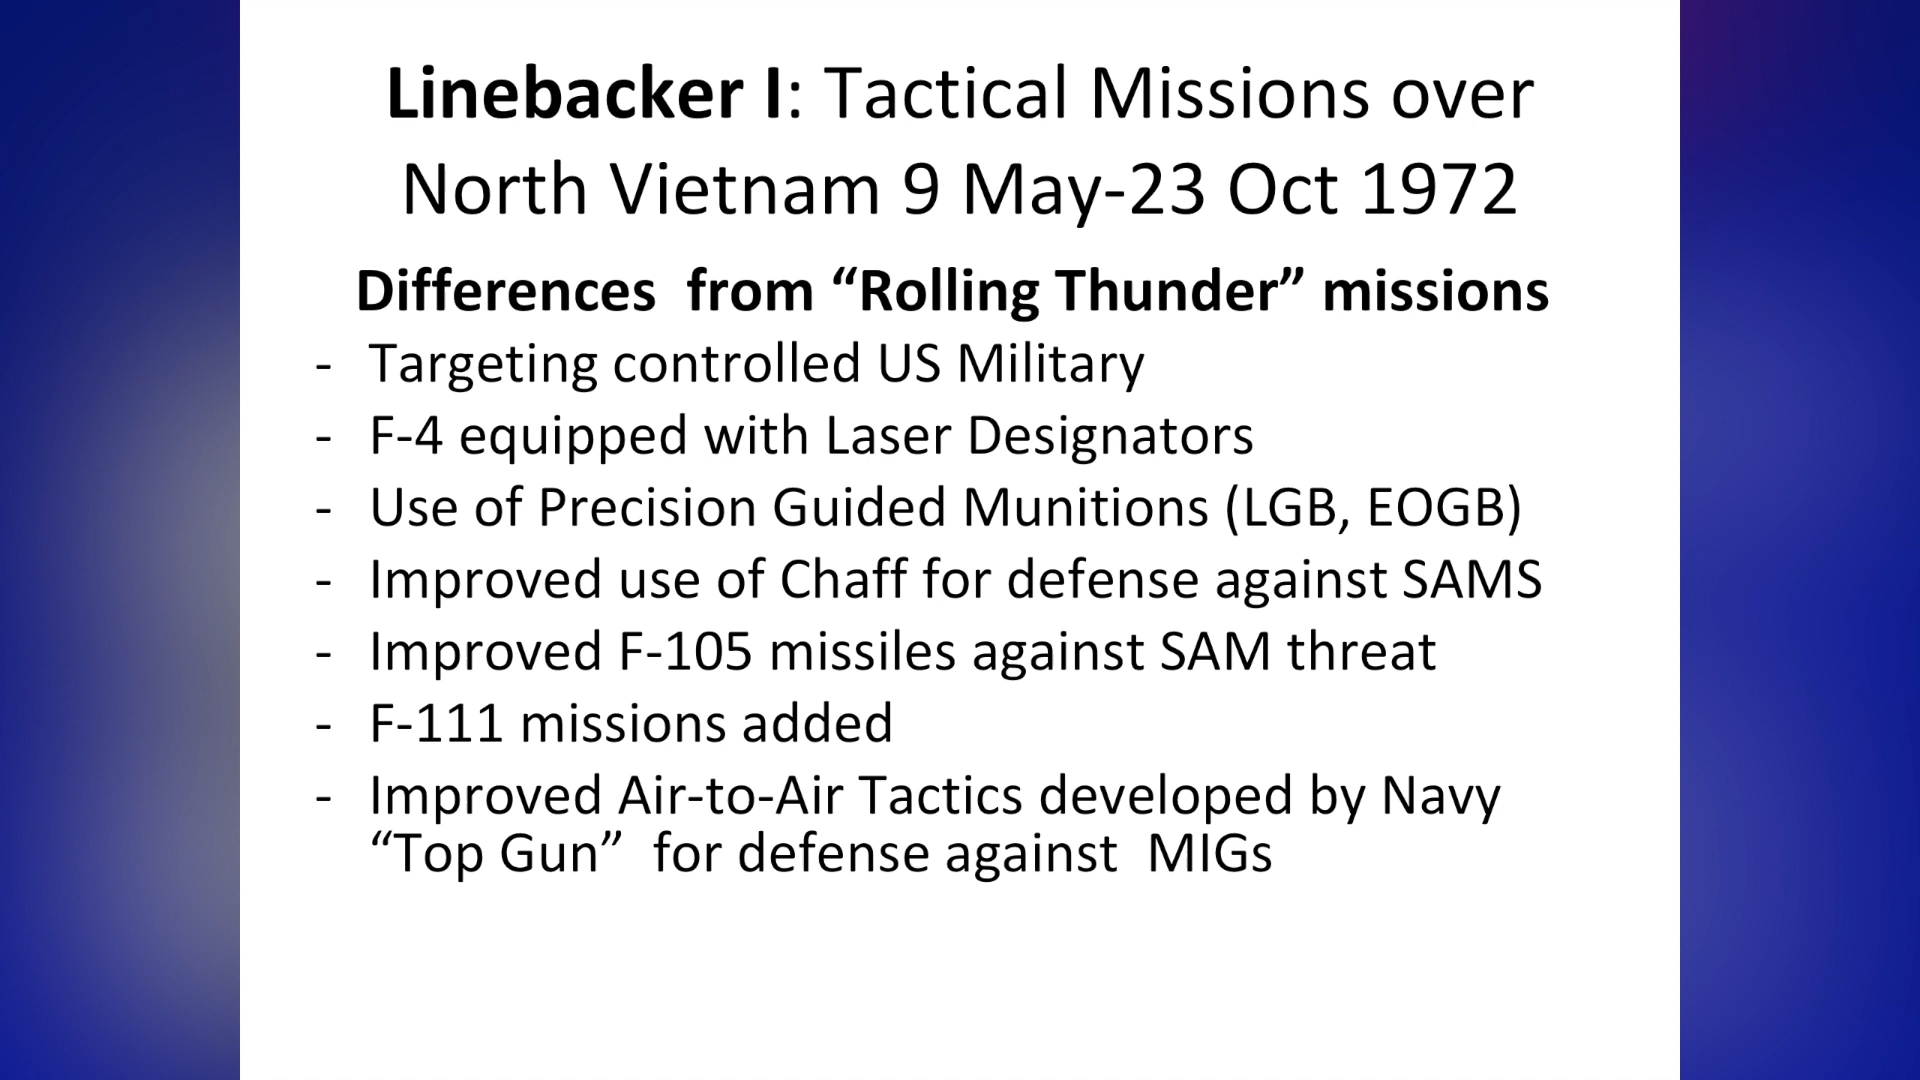 Linebacker I: Tactical Missions over
North Vietnam 9 May-23 Oct 1972
Differences  from “Rolling Thunder” missions
- Targeting controlled US Military
- F-4 equipped with Laser Designators
- Use of Precision Guided Munitions (LGB, EOGB)
- Improved use of Chaff for defense against SAMS
- Improved F-105 missiles against SAM threat
- F-111 missions added
- Improved Air-to-Air Tactics developed by Navy
“Top Gun”  for defense against  MIGs